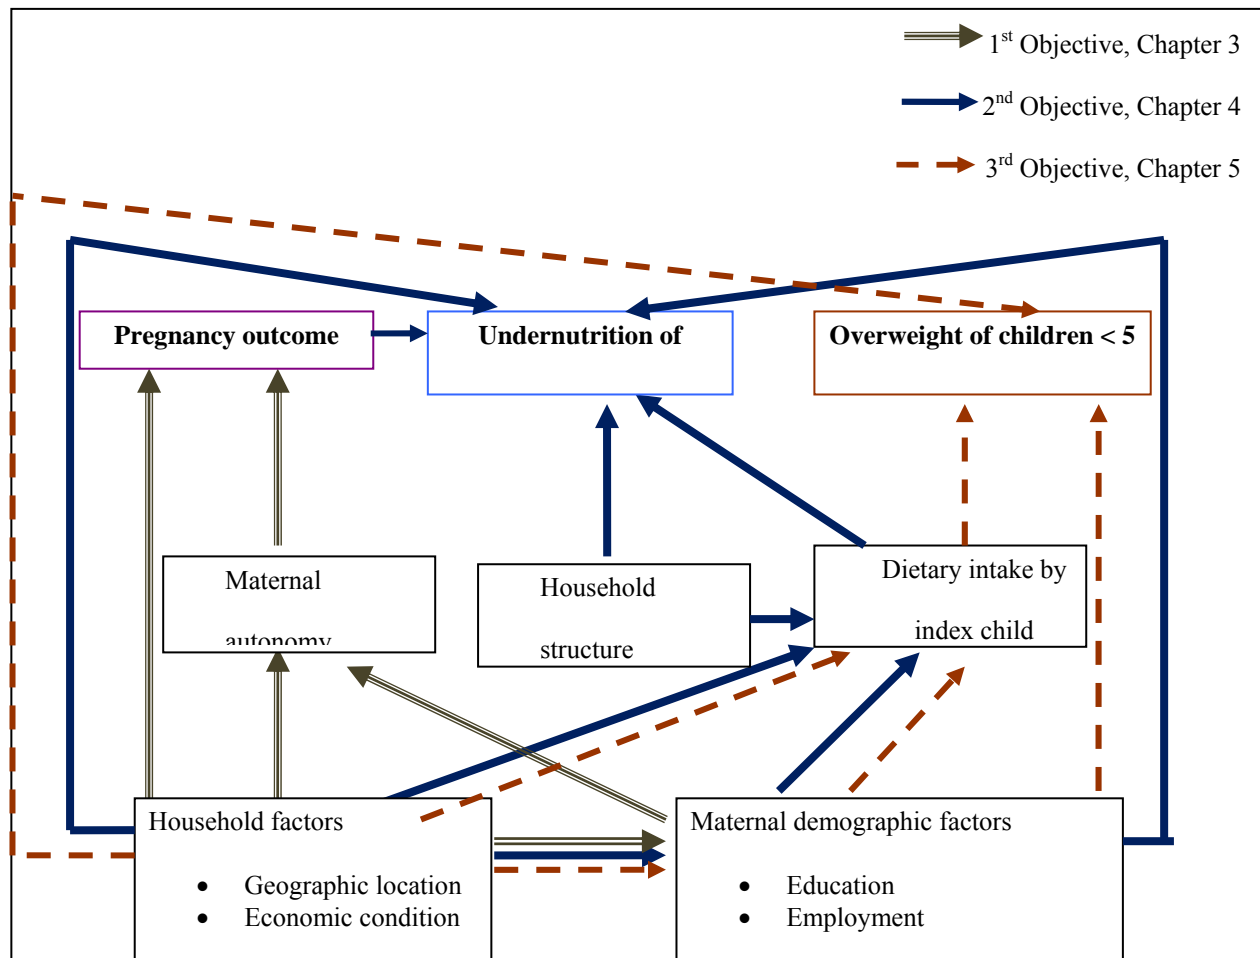 1st Objective, Chapter 3
2nd Objective, Chapter 4
3rd Objective, Chapter 5
Pregnancy outcome
Undernutrition of
Overweight of children < 5
Maternal
autonomy
Household
structure
Dietary intake by
index child
Household factors
• Geographic location
• Economic condition
Maternal demographic factors
• Education
• Employment